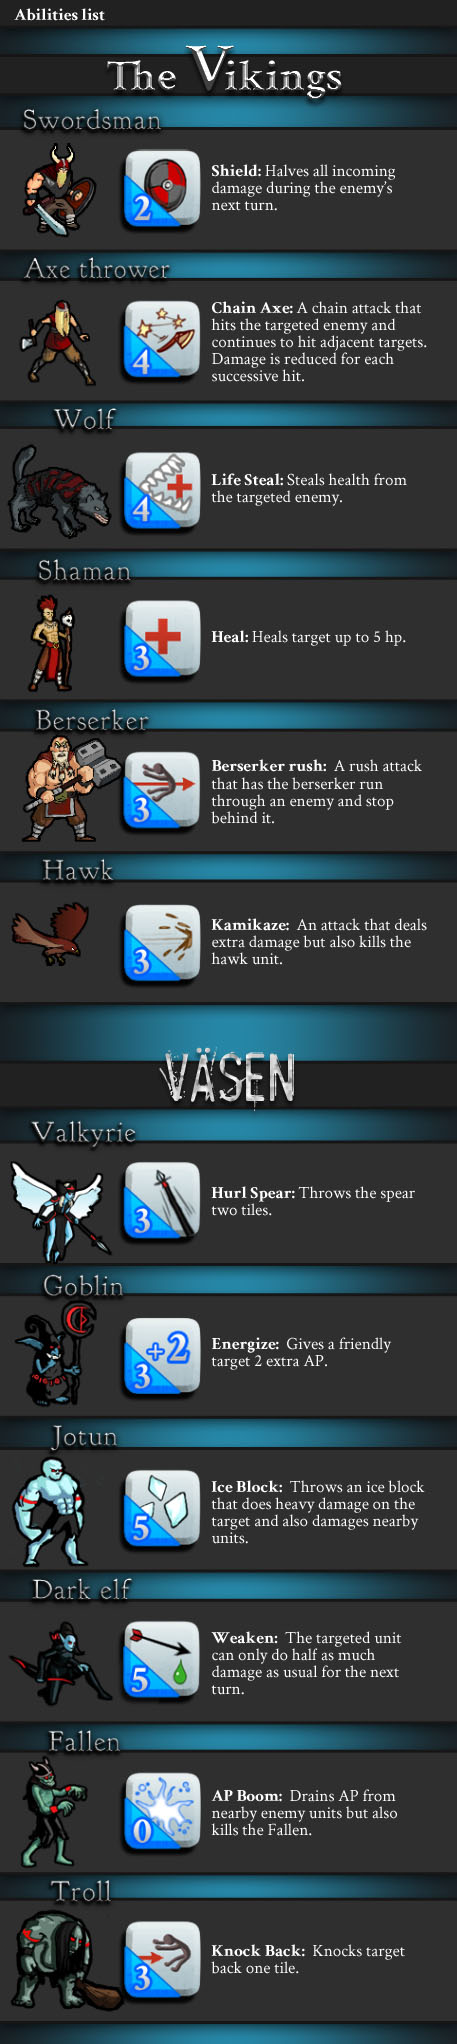 Abilities list
The Vikings
Swordsman
2
Shield: Halves all incoming
damage during the enemy's
next turn.
Axe thrower
4
Chain Axe: A chain attack that
hits the targeted enemy and
continues to hit adjacent targets.
Damage is reduced for each
successive hit.
Wolf
4
Life Steal: Steals health from
the targeted enemy.
Shaman
3
Heal: Heals target up to 5 hp.
Berserker
3
Berserker rush: A rush attack
that has the berserker run
through an enemy and stop
behind it.
Hawk
3
Kamikaze: An attack that deals
extra damage but also kills the
hawk unit.
VÄSEN
Valkyrie
3
Hurl Spear: Throws the spear
two tiles.
Goblin
+2
3
Energize: Gives a friendly
target 2 extra AP.
Jotun
5
Ice Block: Throws an ice block
that does heavy damage on the
target and also damages nearby
units.
Dark elf
5
Weaken: The targeted unit
can only do half as much
damage as usual for the next
turn.
Fallen
0
AP Boom: Drains AP from
nearby enemy units but also
kills the Fallen.
Troll
3
Knock Back: Knocks target
back one tile.